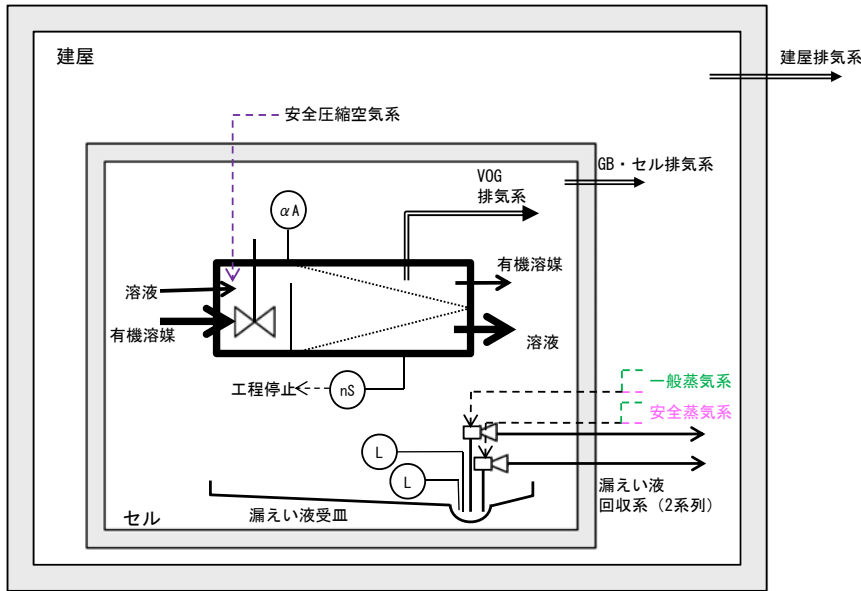 建屋
建屋排気系
安全圧縮空気系
GB・セル排気系
VOG
排気系
αA
有機溶媒
溶液
有機溶媒
溶液
工程停止
nS
一般蒸気系
安全蒸気系
L
L
漏えい液
回収系（2系列）
漏えい液受皿
セル